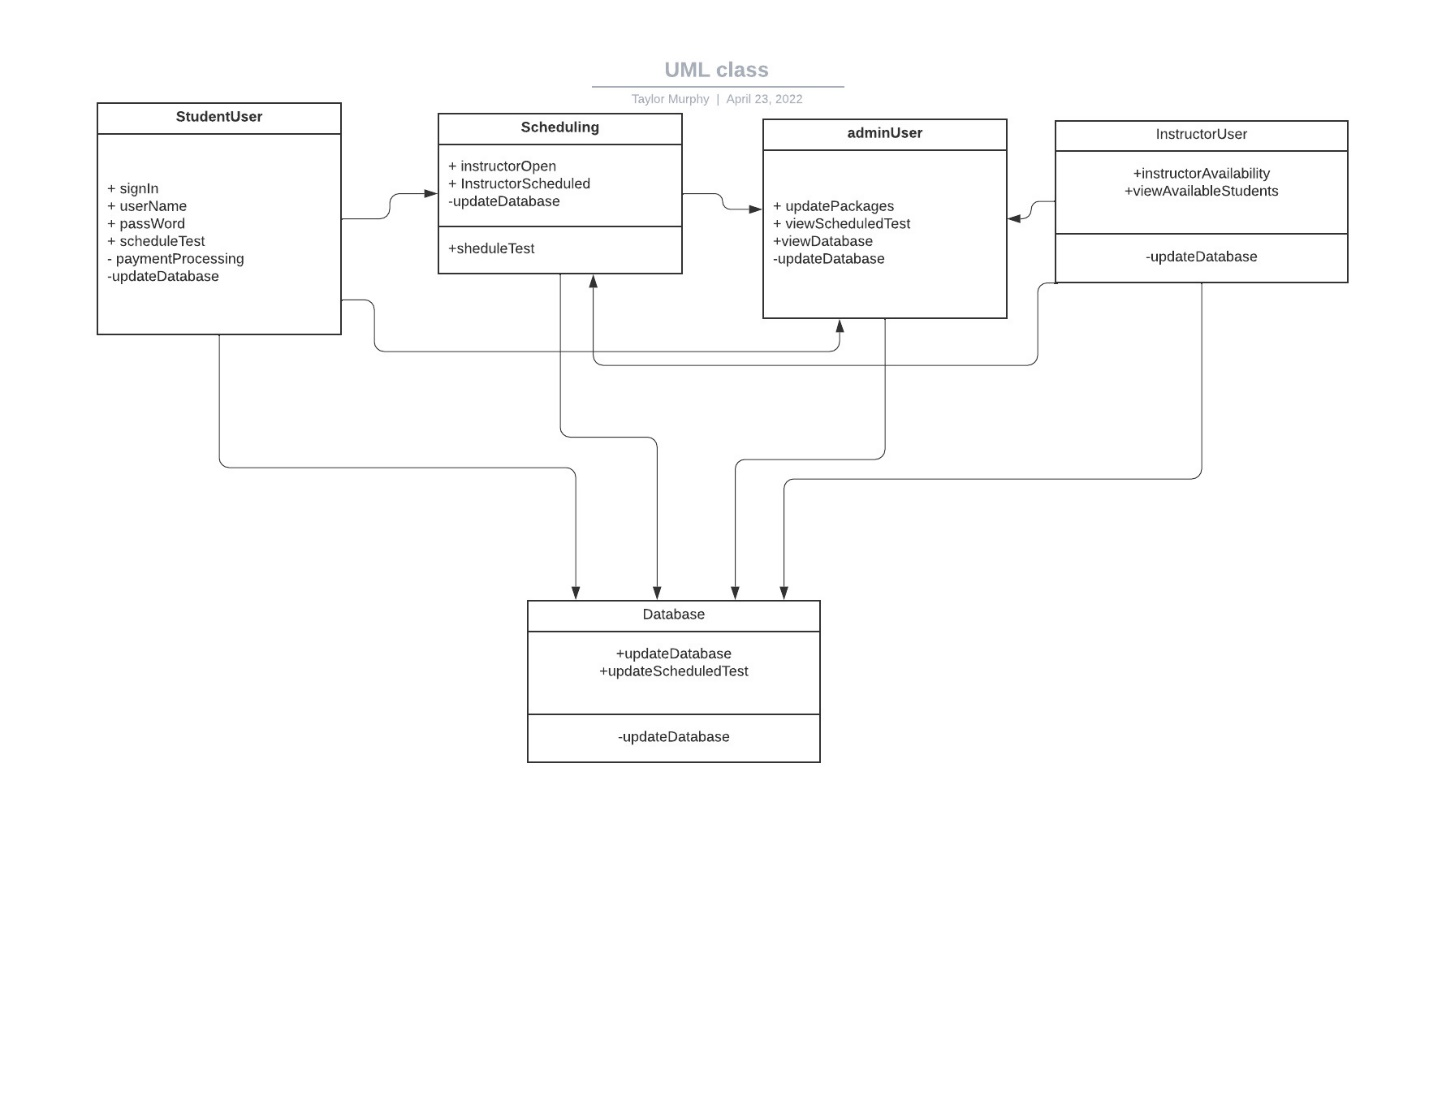 UML class
Taylor Murphy | April 23, 2022
StudentUser
+ signIn
+ userName
+ passWord
+ scheduleTest
- paymentProcessing
-updateDatabase
Scheduling
+ instructorOpen
+ InstructorScheduled
-updateDatabase
+sheduleTest
adminUser
+ updatePackages
+ viewScheduledTest
+viewDatabase
-updateDatabase
InstructorUser
+instructorAvailability
+viewAvailableStudents
-updateDatabase
Database
+updateDatabase
+updateScheduledTest
-updateDatabase